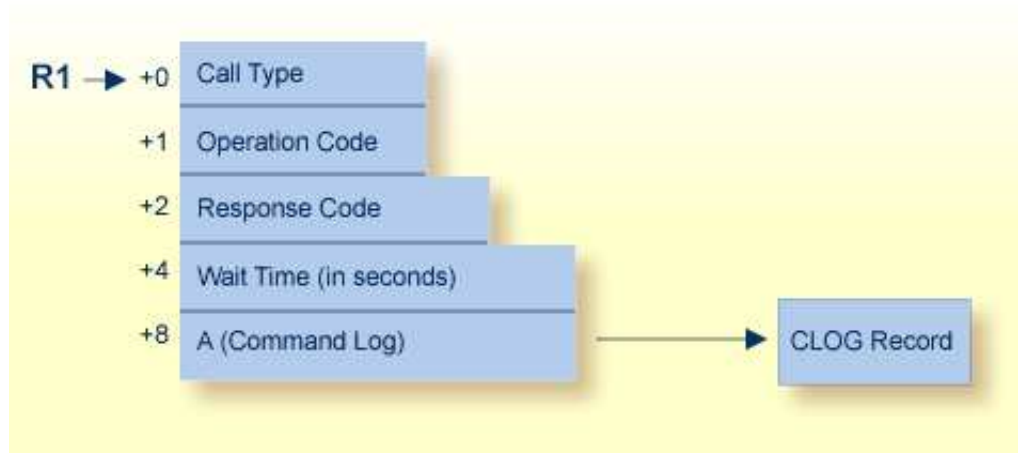 R1 +0 Call Type
+1 Operation Code
+2 Response Code
+4 Wait Time (in seconds)
+8 A (Command Log) CLOG Record